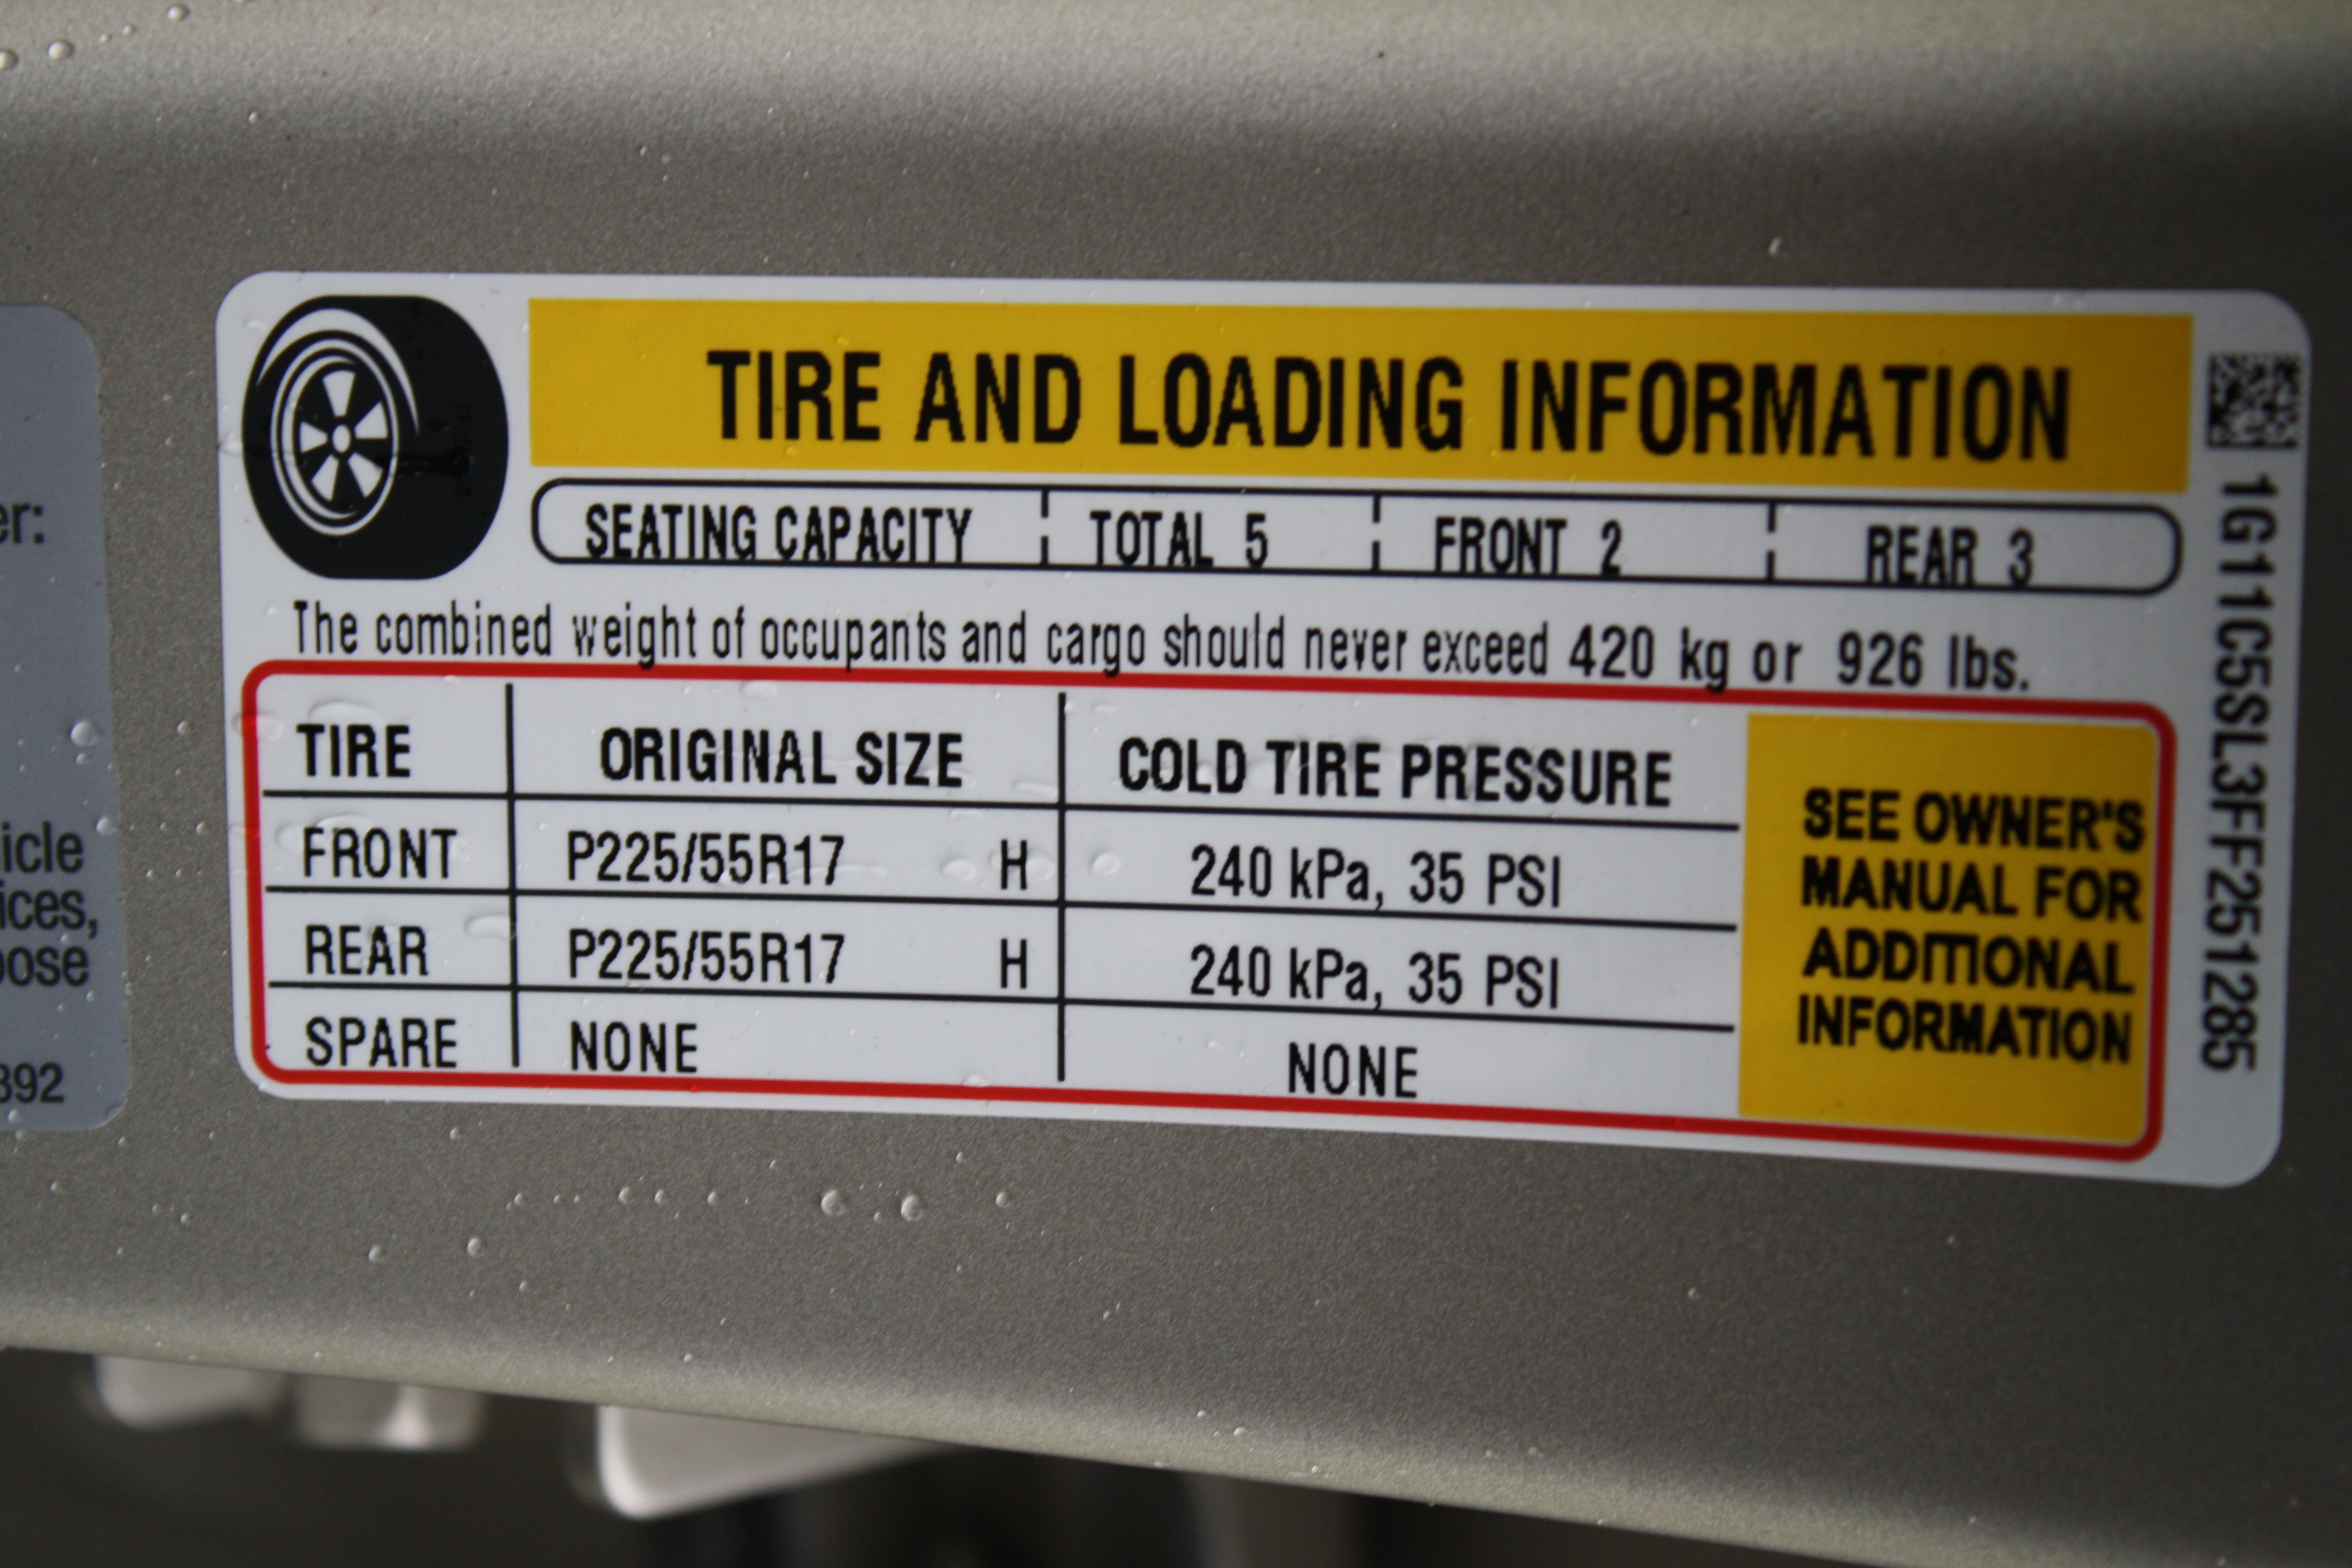 er:
icle
ices,
pose
392
TIRE AND LOADING INFORMATION
SEATING CAPACITY TOTAL 5 FRONT 2 REAR 3
The combined weight of occupants and cargo should never exceed 420 kg or 926 lbs.
TIRE ORIGINAL SIZE COLD TIRE PRESSURE
FRONT P225/55R17 H 240 kPa, 35 PSI
REAR P225/55R17 H 240 kPa, 35 PSI
SPARE NONE NONE
SEE OWNER'S
MANUAL FOR
ADDITIONAL
INFORMATION
1G11C5SL3FF251285